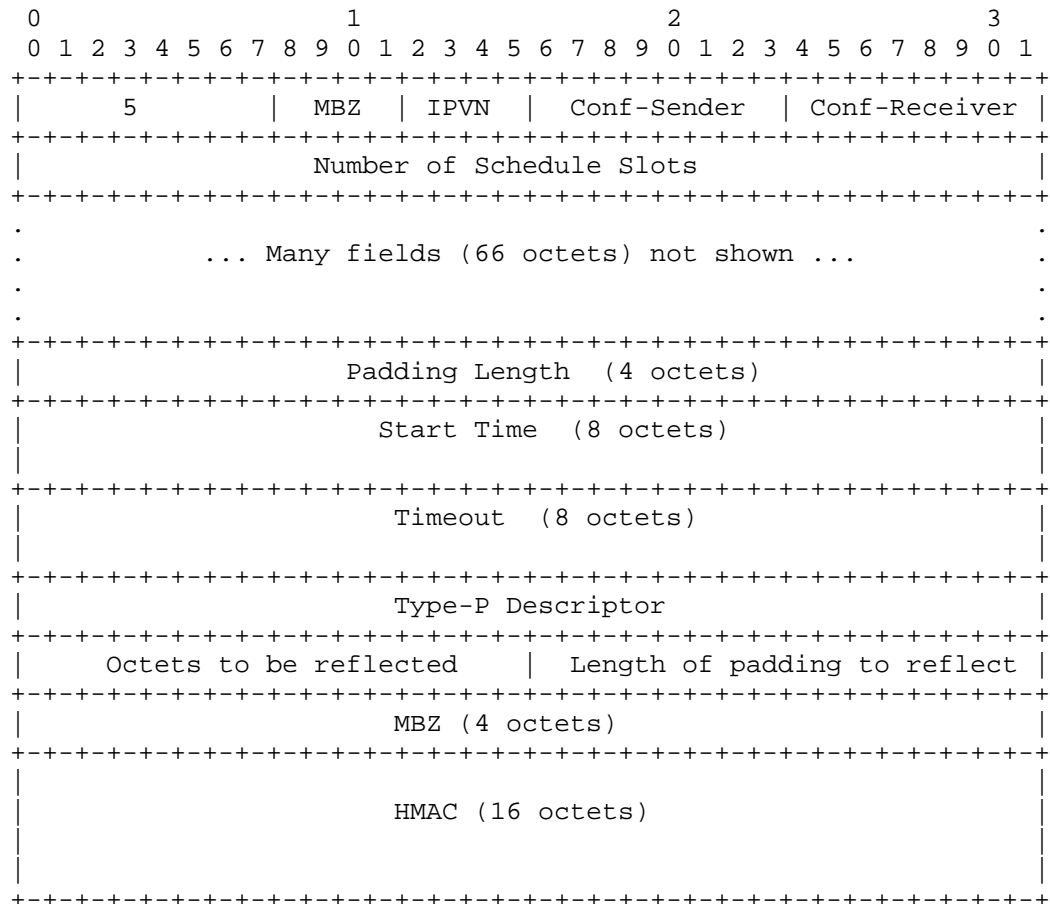 0                   1                   2                   3
 0 1 2 3 4 5 6 7 8 9 0 1 2 3 4 5 6 7 8 9 0 1 2 3 4 5 6 7 8 9 0 1
+-+-+-+-+-+-+-+-+-+-+-+-+-+-+-+-+-+-+-+-+-+-+-+-+-+-+-+-+-+-+-+-+
|      5        |  MBZ  | IPVN  |  Conf-Sender  | Conf-Receiver |
+-+-+-+-+-+-+-+-+-+-+-+-+-+-+-+-+-+-+-+-+-+-+-+-+-+-+-+-+-+-+-+-+
|                  Number of Schedule Slots                     |
+-+-+-+-+-+-+-+-+-+-+-+-+-+-+-+-+-+-+-+-+-+-+-+-+-+-+-+-+-+-+-+-+
.                                                               .
.           ... Many fields (66 octets) not shown ...           .
.                                                               .
.                                                               .
+-+-+-+-+-+-+-+-+-+-+-+-+-+-+-+-+-+-+-+-+-+-+-+-+-+-+-+-+-+-+-+-+
|                    Padding Length  (4 octets)                 |
+-+-+-+-+-+-+-+-+-+-+-+-+-+-+-+-+-+-+-+-+-+-+-+-+-+-+-+-+-+-+-+-+
|                      Start Time  (8 octets)                   |
|                                                               |
+-+-+-+-+-+-+-+-+-+-+-+-+-+-+-+-+-+-+-+-+-+-+-+-+-+-+-+-+-+-+-+-+
|                       Timeout  (8 octets)                     |
|                                                               |
+-+-+-+-+-+-+-+-+-+-+-+-+-+-+-+-+-+-+-+-+-+-+-+-+-+-+-+-+-+-+-+-+
|                       Type-P Descriptor                       |
+-+-+-+-+-+-+-+-+-+-+-+-+-+-+-+-+-+-+-+-+-+-+-+-+-+-+-+-+-+-+-+-+
|     Octets to be reflected    |  Length of padding to reflect |
+-+-+-+-+-+-+-+-+-+-+-+-+-+-+-+-+-+-+-+-+-+-+-+-+-+-+-+-+-+-+-+-+
|                       MBZ (4 octets)                          |
+-+-+-+-+-+-+-+-+-+-+-+-+-+-+-+-+-+-+-+-+-+-+-+-+-+-+-+-+-+-+-+-+
|                                                               |
|                       HMAC (16 octets)                        |
|                                                               |
|                                                               |
+-+-+-+-+-+-+-+-+-+-+-+-+-+-+-+-+-+-+-+-+-+-+-+-+-+-+-+-+-+-+-+-+